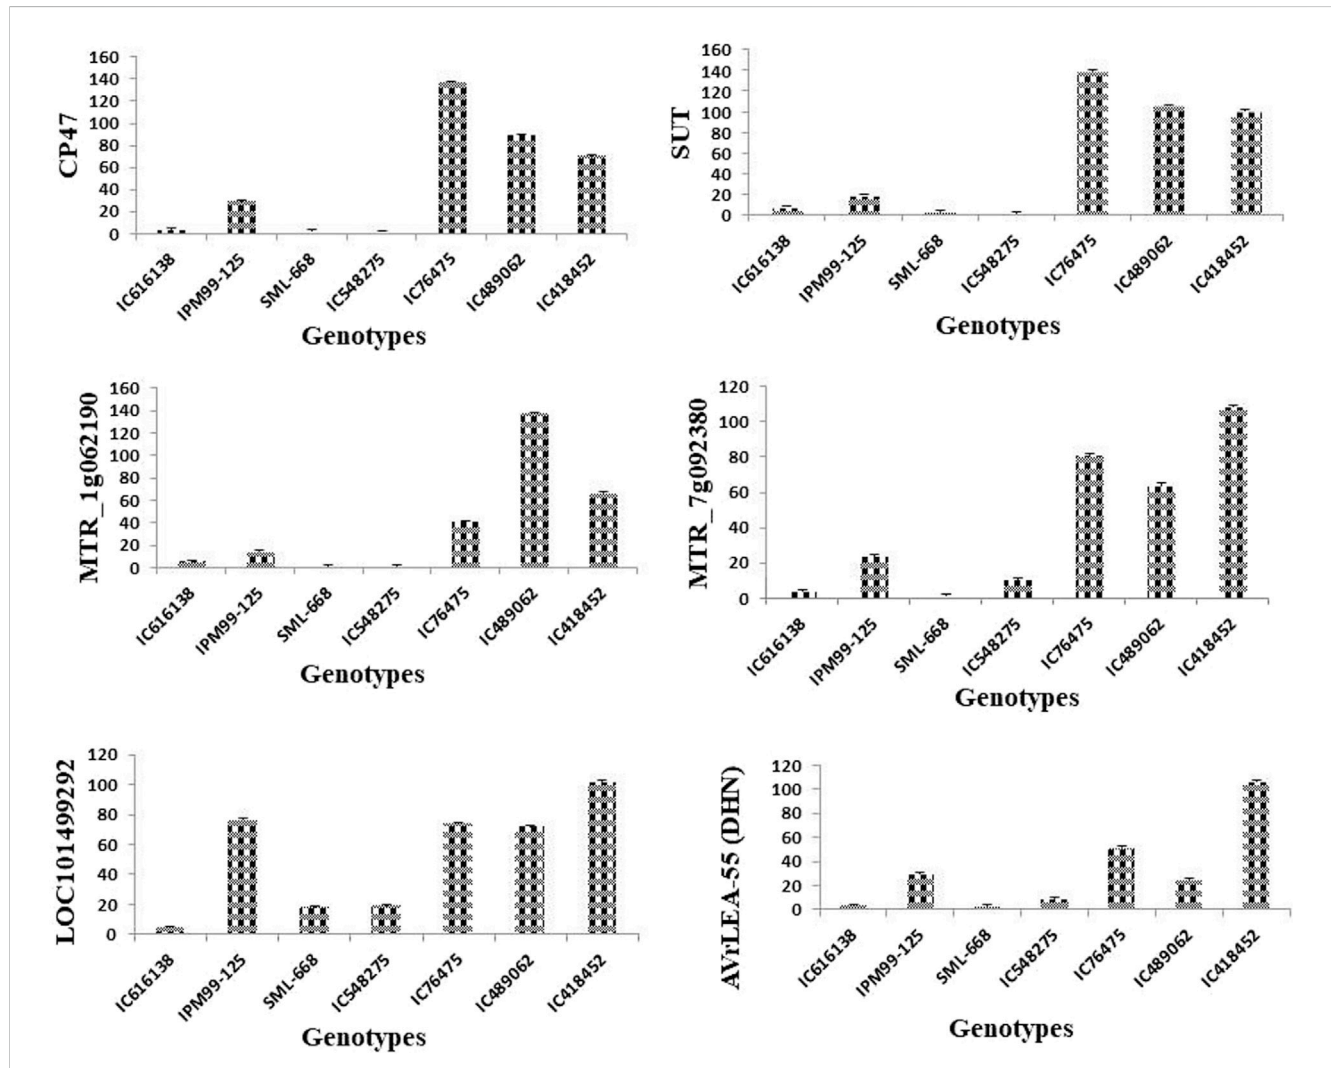 CP47
160
140
120
100
80
60
40
20
0
IC616138
IPM99-125
SML-668
IC548275
IC76475
IC489062
IC418452
Genotypes
SUT
160
140
120
100
80
60
40
20
0
IC616138
IPM99-125
SML-668
IC548275
IC76475
IC489062
IC418452
Genotypes
MTR_1g062190
160
140
120
100
80
60
40
20
0
IC616138
IPM99-125
SML-668
IC548275
IC76475
IC489062
IC418452
Genotypes
MTR_7g092380
120
100
80
60
40
20
0
IC616138
IPM99-125
SML-668
IC548275
IC76475
IC489062
IC418452
Genotypes
LOC101499292
120
100
80
60
40
20
0
IC616138
IPM99-125
SML-668
IC548275
IC76475
IC489062
IC418452
Genotypes
AVrLEA-55 (DHN)
120
100
80
60
40
20
0
IC616138
IPM99-125
SML-668
IC548275
IC76475
IC489062
IC418452
Genotypes